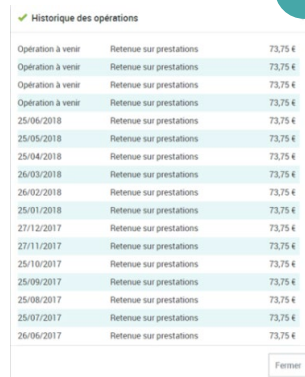 Historique des opérations
Opération à venir Retenue sur prestations 73,75 €
Opération à venir Retenue sur prestations 73,75 €
Opération à venir Retenue sur prestations 73,75 €
Opération à venir Retenue sur prestations 73,75 €
25/06/2018 Retenue sur prestations 73,75 €
25/05/2018 Retenue sur prestations 73,75 €
25/04/2018 Retenue sur prestations 73,75 €
26/03/2018 Retenue sur prestations 73,75 €
26/02/2018 Retenue sur prestations 73,75 €
25/01/2018 Retenue sur prestations 73,75 €
27/12/2017 Retenue sur prestations 73,75 €
27/11/2017 Retenue sur prestations 73,75 €
25/10/2017 Retenue sur prestations 73,75 €
25/09/2017 Retenue sur prestations 73,75 €
25/08/2017 Retenue sur prestations 73,75 €
25/07/2017 Retenue sur prestations 73,75 €
26/06/2017 Retenue sur prestations 73,75 €
Fermer